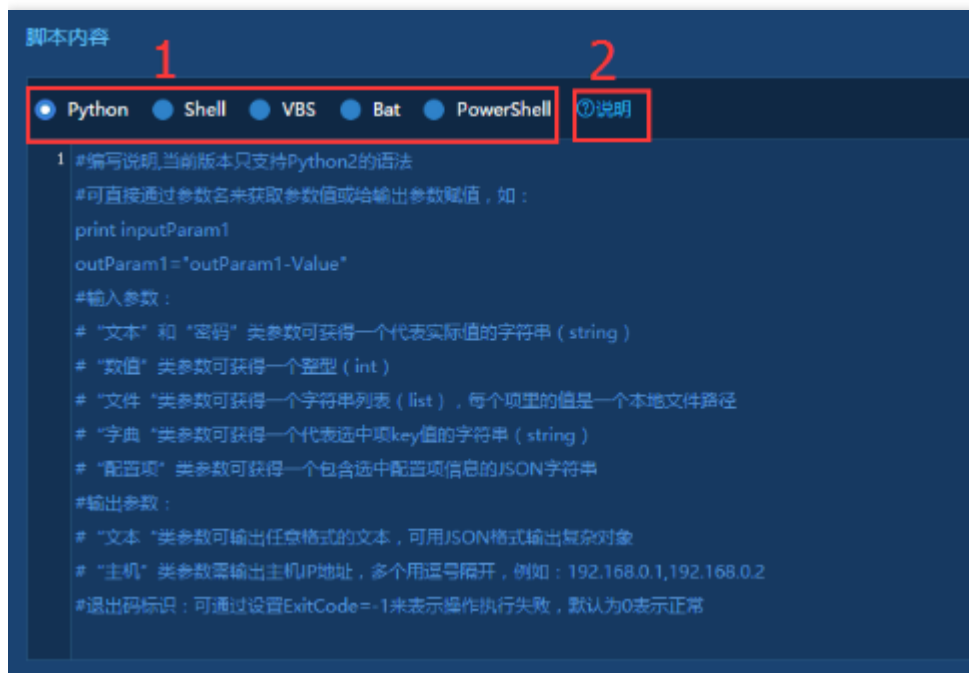 脚本内容
1
2
Python Shell VBS Bat PowerShell ?说明
1 #编写说明,当前版本只支持Python2的语法
#可直接通过参数名来获取参数值或给输出参数赋值，如：
print inputParam1
outParam1="outParam1-Value"
#输入参数：
# “文本”和“密码”类参数可获得一个代表实际值的字符串（string）
# “数值”类参数可获得一个整型（int）
# “文件“类参数可获得一个字符串列表（list），每个项里的值是一个本地文件路径
# “字典“类参数可获得一个代表选中项key值的字符串（string）
# “配置项”类参数可获得一个包含选中配置项信息的JSON字符串
#输出参数：
# “文本“类参数可输出任意格式的文本，可用JSON格式输出复杂对象
# “主机”类参数需输出主机IP地址，多个用逗号隔开，例如：192.168.0.1,192.168.0.2
#退出码标识：可通过设置ExitCode=-1来表示操作执行失败，默认为0表示正常